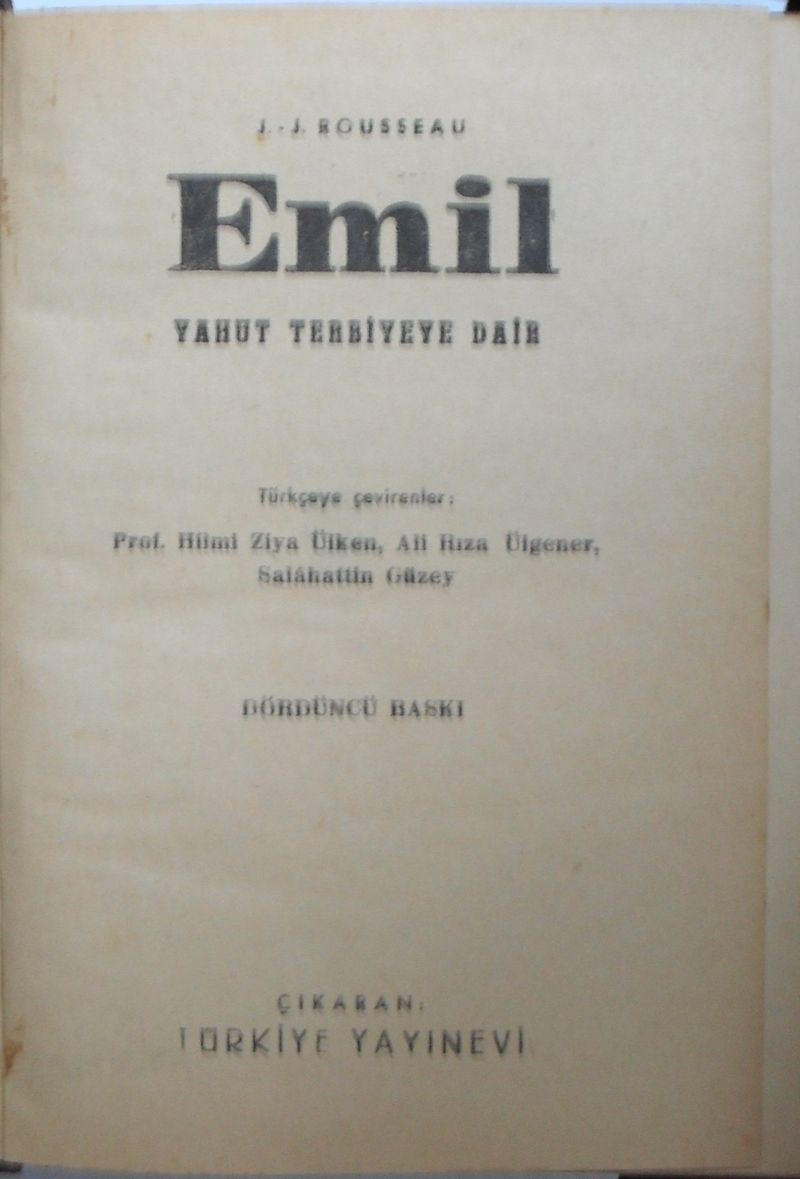 J.-J. ROUSSEAU
Emil
YAHUT TERBİYEYE DAİR
Türkçeye çevirenler:
Prof. Hilmi Ziya Ülken, Ali Rıza Ülgener,
Salâhattin Güzey
DÖRDÜNCÜ BASKI
ÇIKARAN:
TÜRKİYE YAYINEVİ